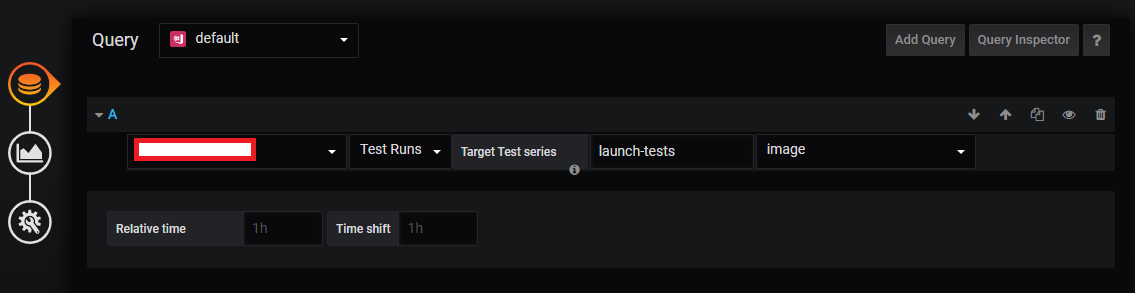 Query default Add Query Query Inspector ?
A
Test Runs Target Test series launch-tests image
Relative time 1h Time shift 1h